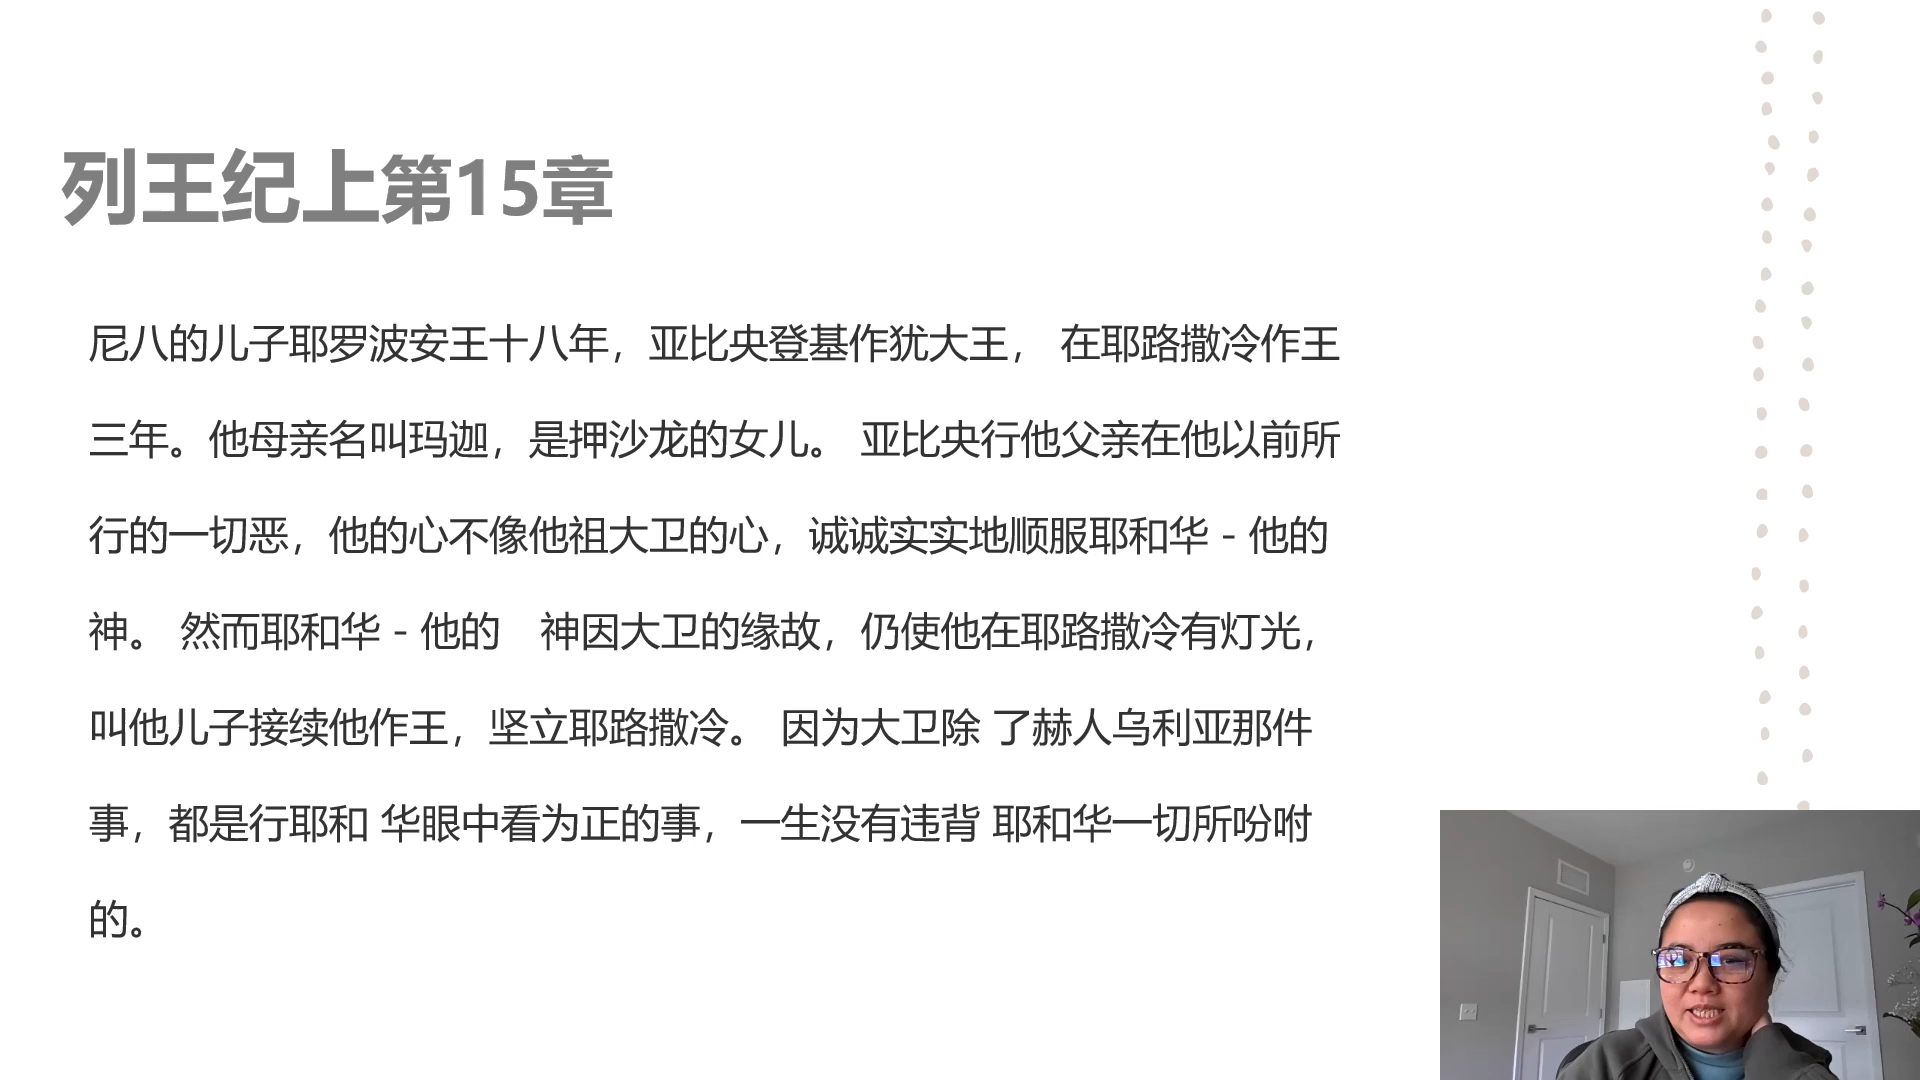 列王纪上第15章
尼八的儿子耶罗波安王十八年，亚比央登基作犹大王， 在耶路撒冷作王
三年。他母亲名叫玛迦，是押沙龙的女儿。 亚比央行他父亲在他以前所
行的一切恶，他的心不像他祖大卫的心，诚诚实实地顺服耶和华 - 他的
神。 然而耶和华 - 他的　神因大卫的缘故，仍使他在耶路撒冷有灯光，
叫他儿子接续他作王，坚立耶路撒冷。 因为大卫除 了赫人乌利亚那件
事，都是行耶和 华眼中看为正的事，一生没有违背 耶和华一切所吩咐
的。